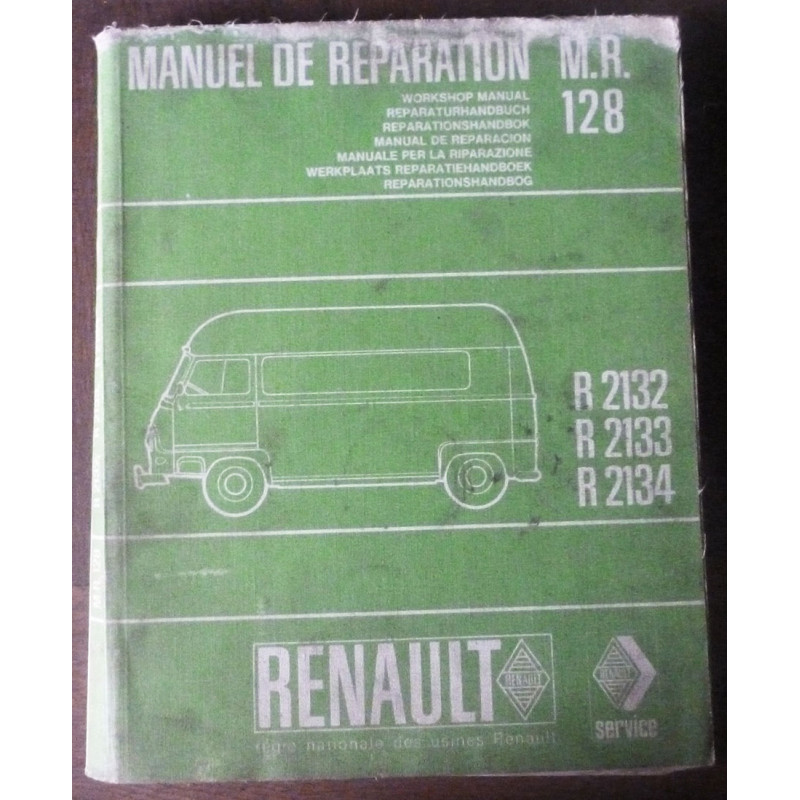 MANUEL DE REPARATION M.R. 128
WORKSHOP MANUAL
REPARATURHANDBUCH
REPARATIONSHANDBOK
MANUAL DE REPARACION
MANUALE PER LA RIPARAZIONE
WERKPLAATS REPARATIEHANDBOEK
REPARATIONSHANDBOG
R 2132
R 2133
R 2134
RENAULT
RENAULT
régie nationale des usines Renault
RENAULT
service